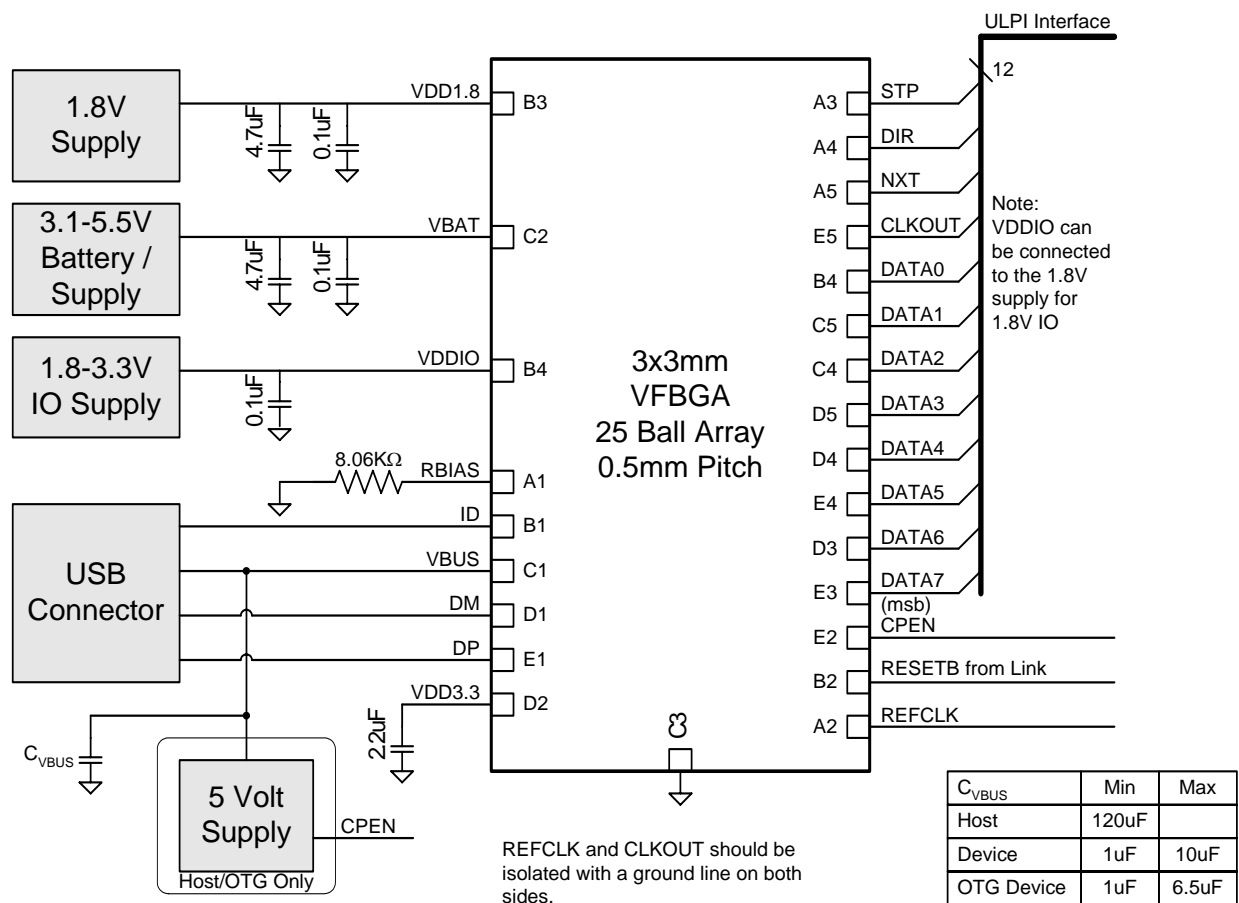 ULPI Interface
12
1.8V
Supply
4.7uF
0.1uF
VDD1.8
B3
3.1-5.5V
Battery /
Supply
4.7uF
0.1uF
VBAT
C2
1.8-3.3V
IO Supply
0.1uF
VDDIO
B4
8.06KΩ
RBIAS
A1
USB
Connector
ID
B1
VBUS
C1
DM
D1
DP
E1
VDD3.3
D2
2.2uF
CVBUS
5 Volt
Supply
CPEN
Host/OTG Only
3x3mm
VFBGA
25 Ball Array
0.5mm Pitch
C3
A3
STP
A4
DIR
A5
NXT
E5
CLKOUT
B4
DATA0
C5
DATA1
C4
DATA2
D5
DATA3
D4
DATA4
E4
DATA5
D3
DATA6
E3
DATA7
(msb)
E2
CPEN
B2
RESETB from Link
A2
REFCLK
Note:
VDDIO can
be connected
to the 1.8V
supply for
1.8V IO
REFCLK and CLKOUT should be
isolated with a ground line on both
sides.
CVBUS Min Max
Host 120uF
Device 1uF 10uF
OTG Device 1uF 6.5uF